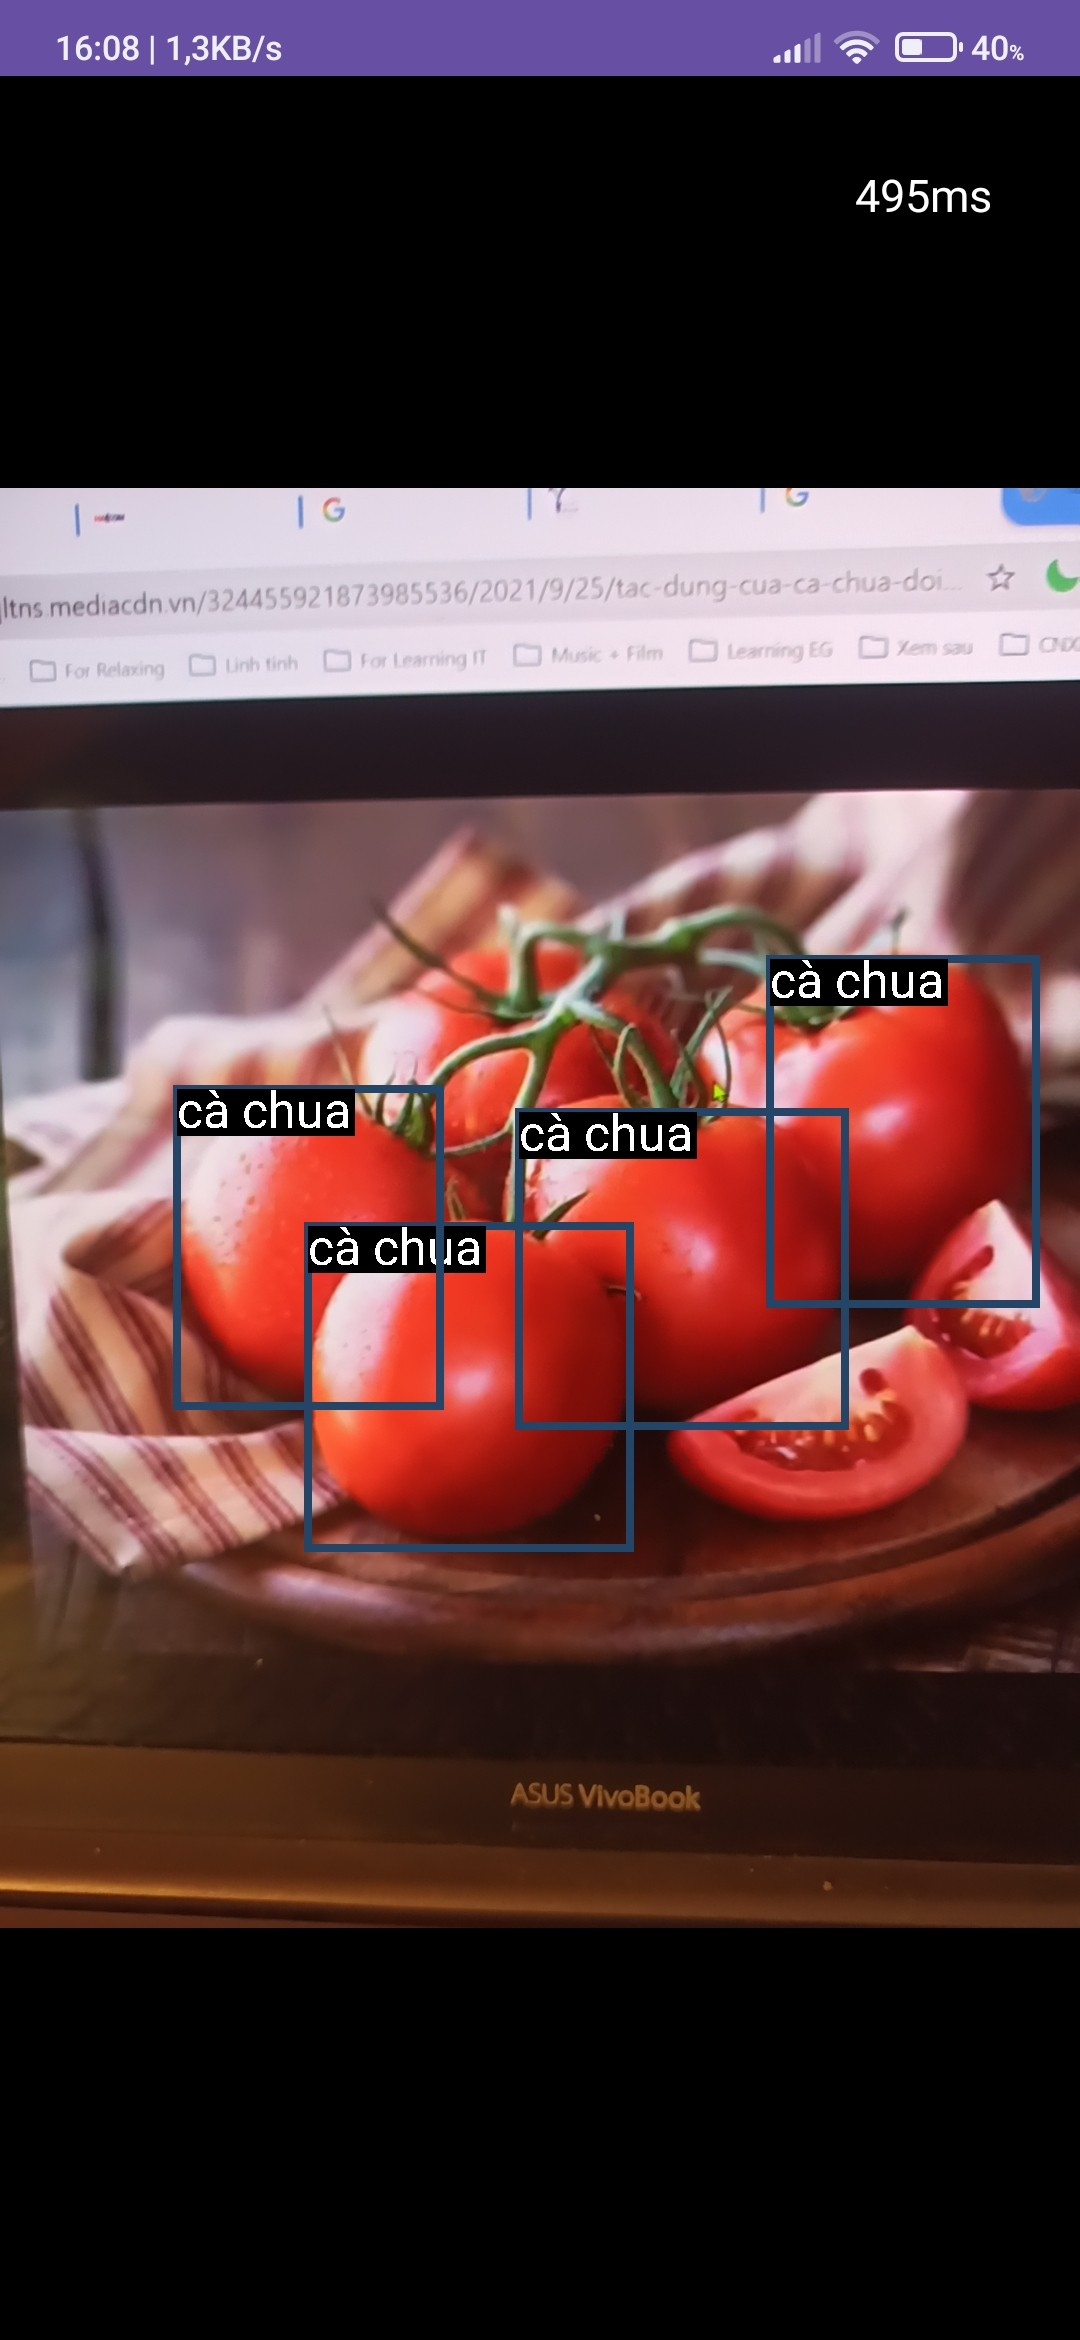 16:08 | 1,3KB/s
40%
495ms
ltns.mediacdn.vn/324455921873985536/2021/9/25/tac-dung-cua-ca-chua-doi...
For Relaxing
Linh tinh
For Learning IT
Music + Film
Learning EG
Xem sau
cà chua
cà chua
cà chua
cà chua
ASUS VivoBook